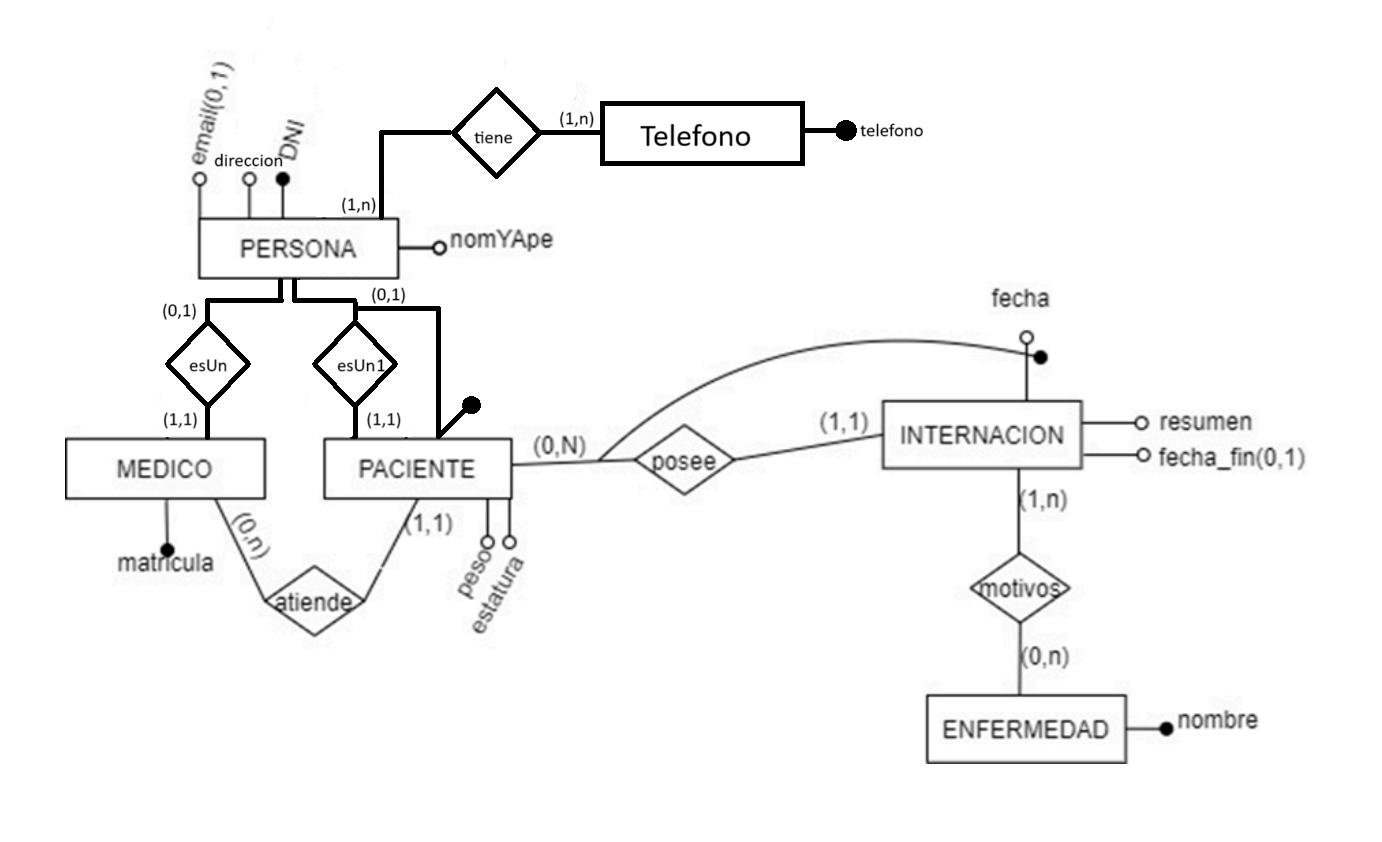 email(0,1)
direccion
DNI
(1,n)
tiene
(1,n)
Telefono
telefono
PERSONA
nomYApe
(0,1)
(0,1)
esUn
esUn1
(1,1)
(1,1)
fecha
MEDICO
PACIENTE
(0,N)
posee
(1,1)
INTERNACION
resumen
fecha_fin(0,1)
matricula
(0,n)
(1,1)
atiende
peso
estatura
(1,n)
motivos
(0,n)
ENFERMEDAD
nombre